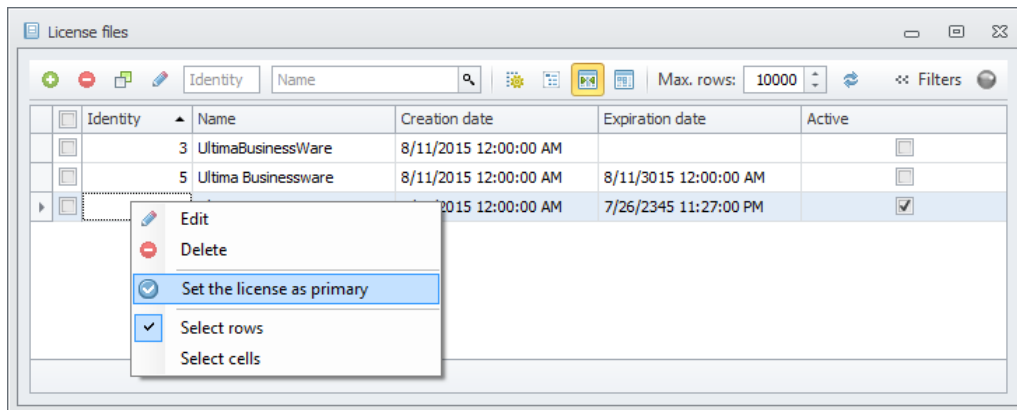 License files
Identity Name Max. rows: 10000 << Filters
Identity Name Creation date Expiration date Active
3 UltimaBusinessWare 8/11/2015 12:00:00 AM
5 Ultima Businessware 8/11/2015 12:00:00 AM 8/11/3015 12:00:00 AM
2015 12:00:00 AM 7/26/2345 11:27:00 PM
Edit
Delete
Set the license as primary
Select rows
Select cells